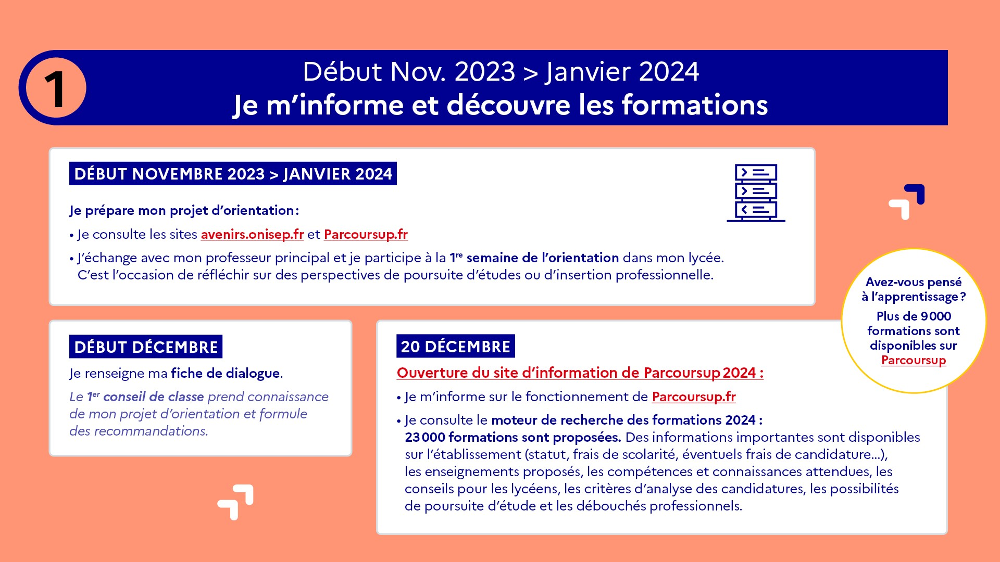 1
Début Nov. 2023 > Janvier 2024
Je m’informe et découvre les formations
DÉBUT NOVEMBRE 2023 > JANVIER 2024
Je prépare mon projet d’orientation :
• Je consulte les sites avenirs.onisep.fr et Parcoursup.fr
• J’échange avec mon professeur principal et je participe à la 1re semaine de l’orientation dans mon lycée.
C’est l’occasion de réfléchir sur des perspectives de poursuite d’études ou d’insertion professionnelle.
Avez-vous pensé
à l’apprentissage ?
Plus de 9 000
formations sont
disponibles sur
Parcoursup
DÉBUT DÉCEMBRE
Je renseigne ma fiche de dialogue.
Le 1er conseil de classe prend connaissance
de mon projet d’orientation et formule
des recommandations.
20 DÉCEMBRE
Ouverture du site d’information de Parcoursup 2024 :
• Je m’informe sur le fonctionnement de Parcoursup.fr
• Je consulte le moteur de recherche des formations 2024 :
23 000 formations sont proposées. Des informations importantes sont disponibles
sur l’établissement (statut, frais de scolarité, éventuels frais de candidature...),
les enseignements proposés, les compétences et connaissances attendues, les
conseils pour les lycéens, les critères d’analyse des candidatures, les possibilités
de poursuite d’étude et les débouchés professionnels.